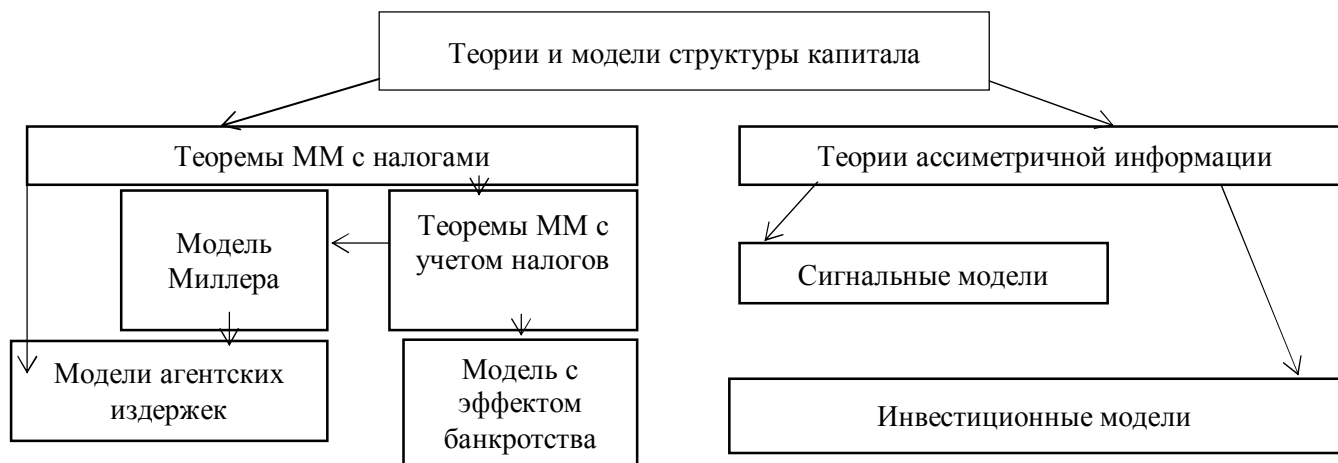 Теории и модели структуры капитала
Теоремы ММ с налогами
Теории ассиметричной информации
Модель
Миллера
Теоремы ММ с
учетом налогов
Сигнальные модели
Модели агентских
издержек
Модель с
эффектом
банкротства
Инвестиционные модели